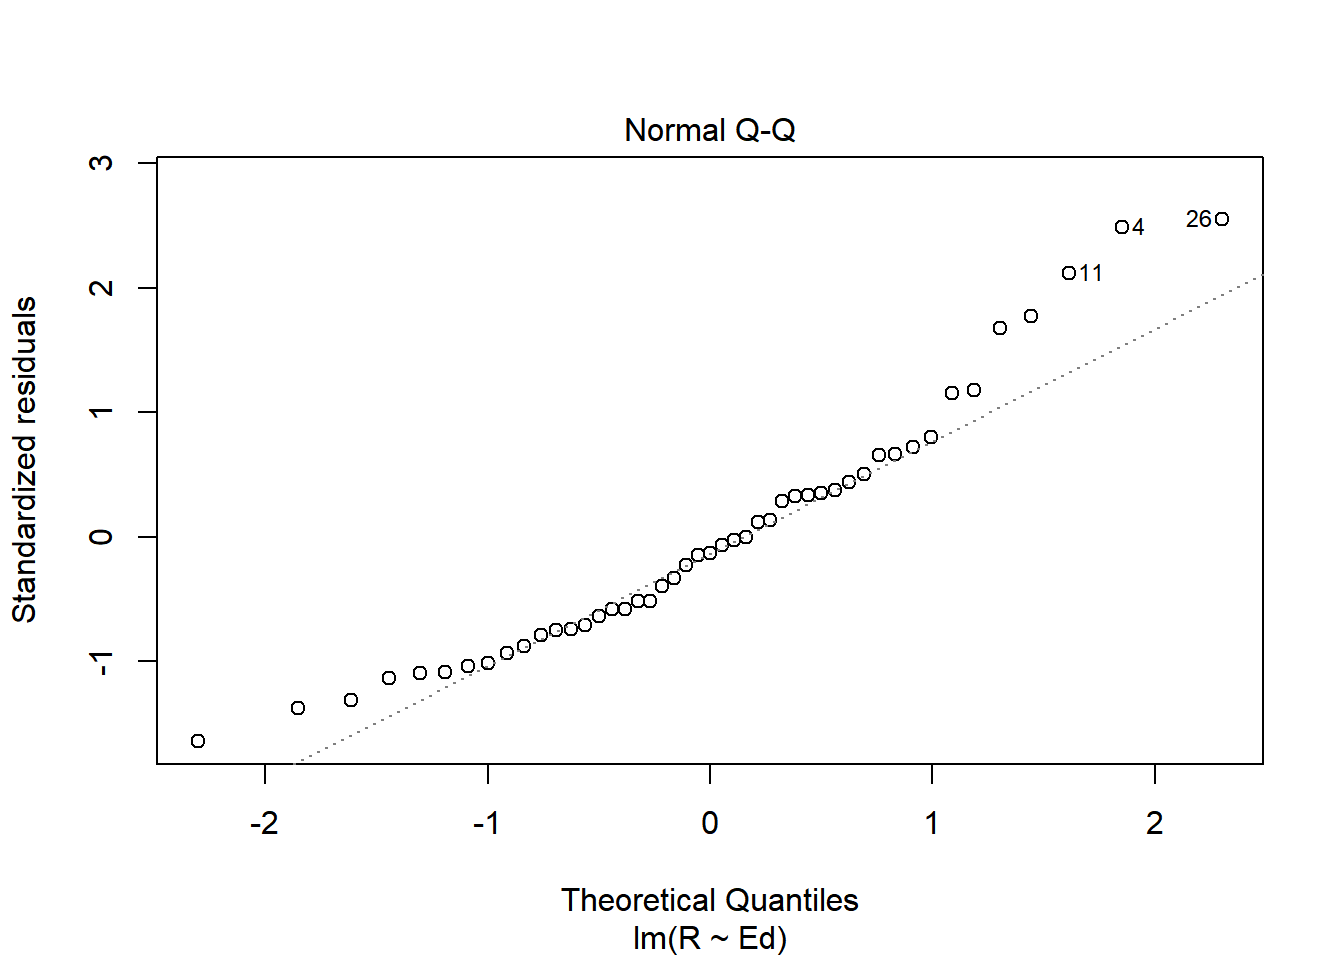 Normal Q-Q
3
2
1
0
-1
Standardized residuals
4
26
11
-2 -1 0 1 2
Theoretical Quantiles
lm(R ~ Ed)